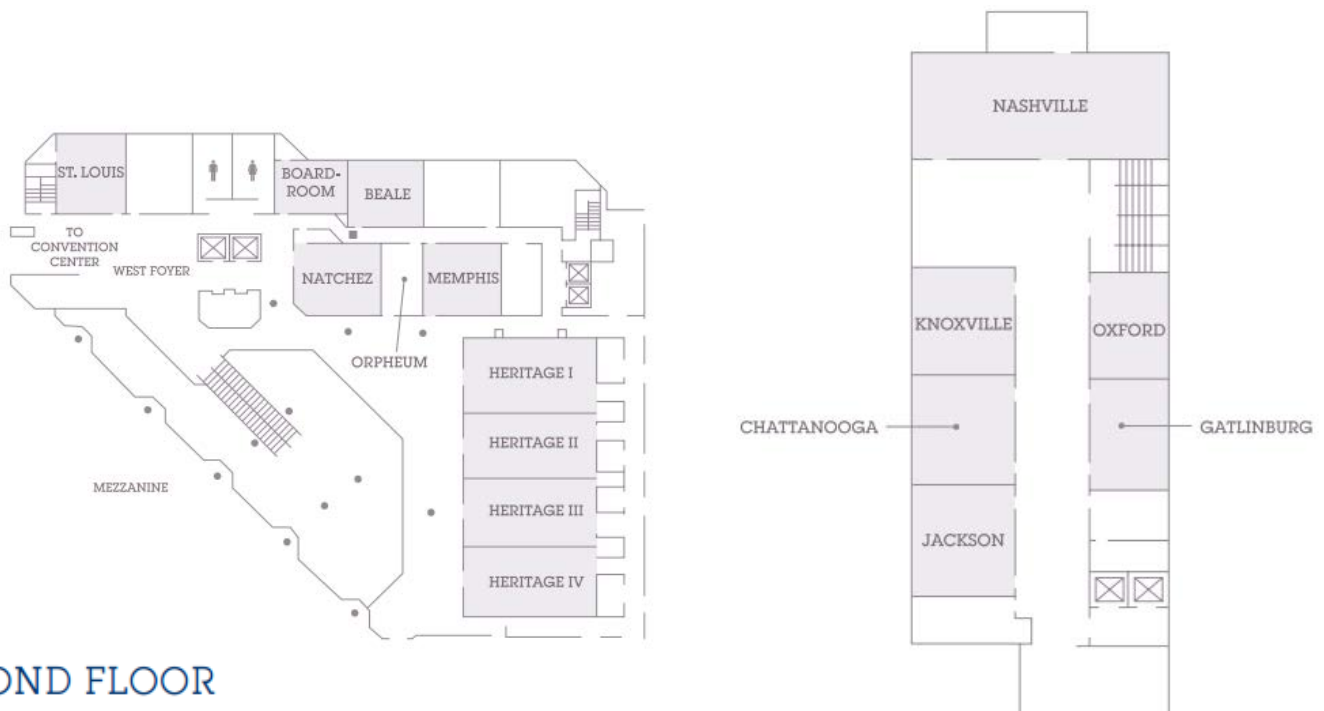 NASHVILLE
ST. LOUIS
BOARD-
ROOM
BEALE
TO
CONVENTION
CENTER
WEST FOYER
NATCHEZ
MEMPHIS
ORPHEUM
KNOXVILLE
OXFORD
HERITAGE I
HERITAGE II
CHATTANOOGA
GATLINBURG
MEZZANINE
HERITAGE III
JACKSON
HERITAGE IV
OND FLOOR